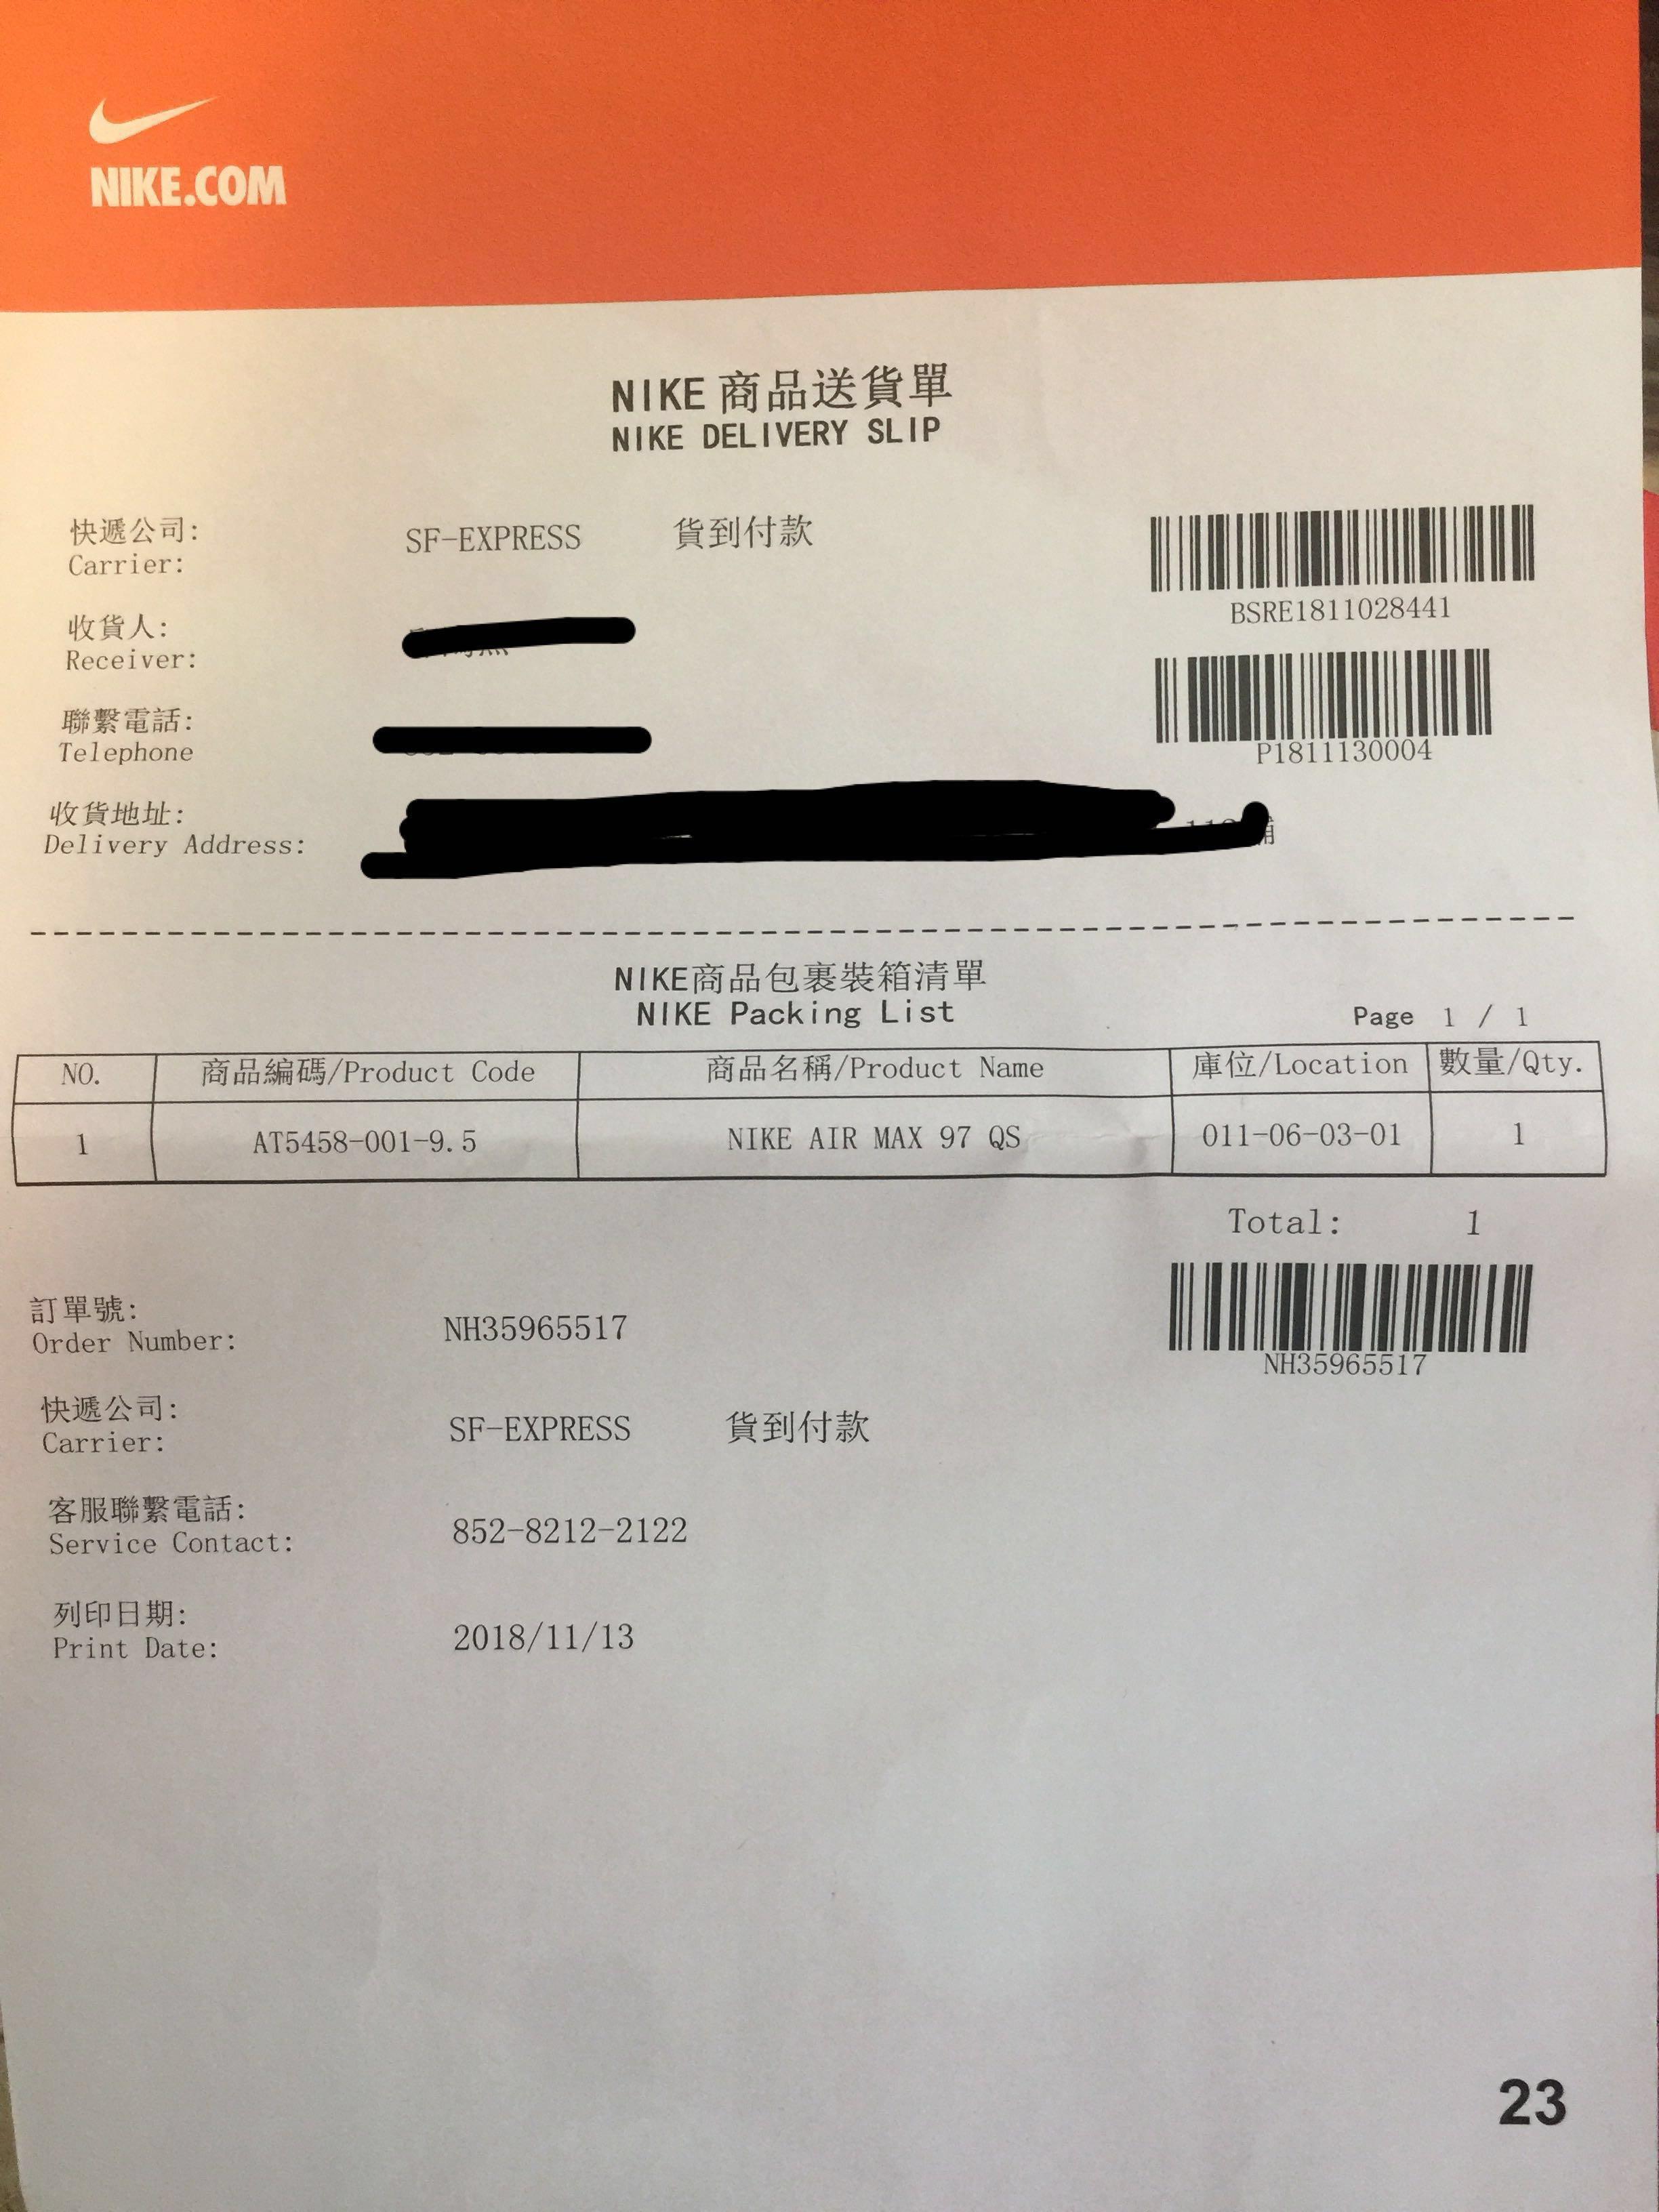 NIKE.COM
NIKE 商品送貨單
NIKE DELIVERY SLIP
快遞公司: SF-EXPRESS 貨到付款
Carrier:
BSRE1811028441
收貨人:
Receiver:
聯繫電話:
Telephone
P1811130004
收貨地址:
Delivery Address:
NIKE商品包裹裝箱清單
NIKE Packing List
Page 1 / 1
NO. 商品編碼/Product Code 商品名稱/Product Name 庫位/Location 數量/Qty.
1 AT5458-001-9.5 NIKE AIR MAX 97 QS 011-06-03-01 1
Total: 1
訂單號:
Order Number: NH35965517
NH35965517
快遞公司:
Carrier: SF-EXPRESS 貨到付款
客服聯繫電話:
Service Contact: 852-8212-2122
列印日期:
Print Date: 2018/11/13
23